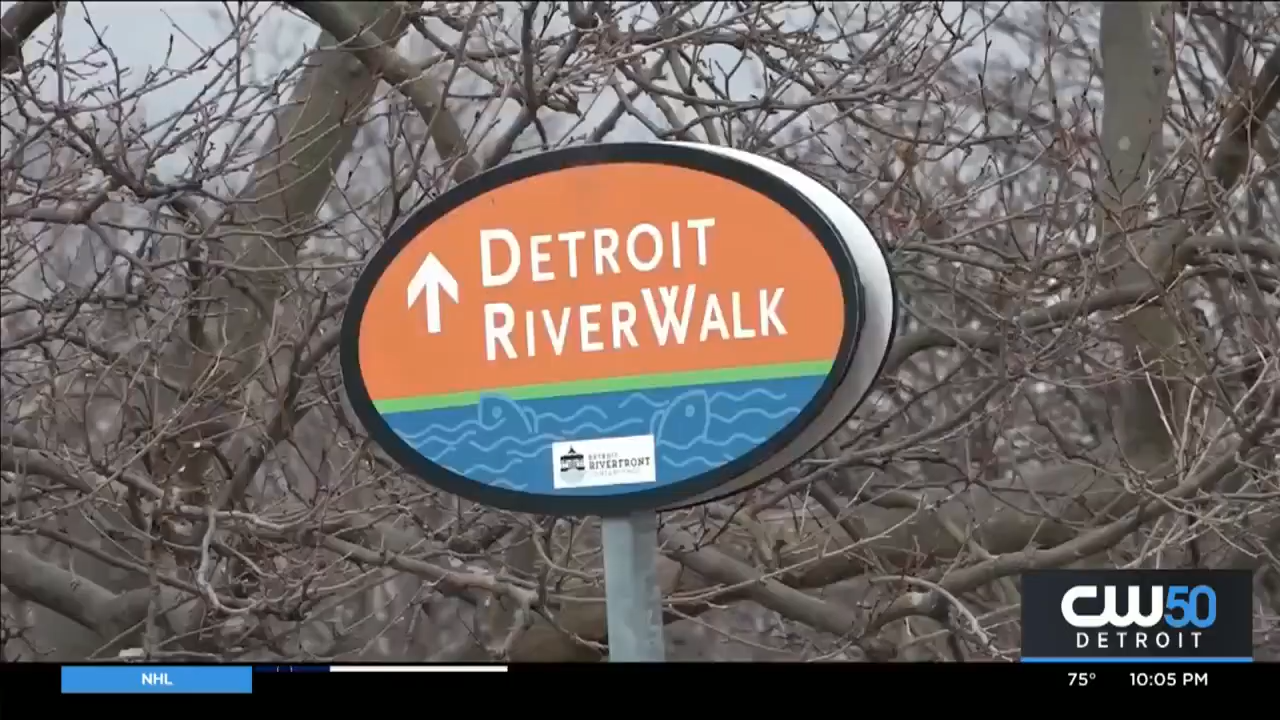 DETROIT
RIVERWALK
DETROIT
RIVERFRONT
CW50
DETROIT
NHL
75° 10:05 PM